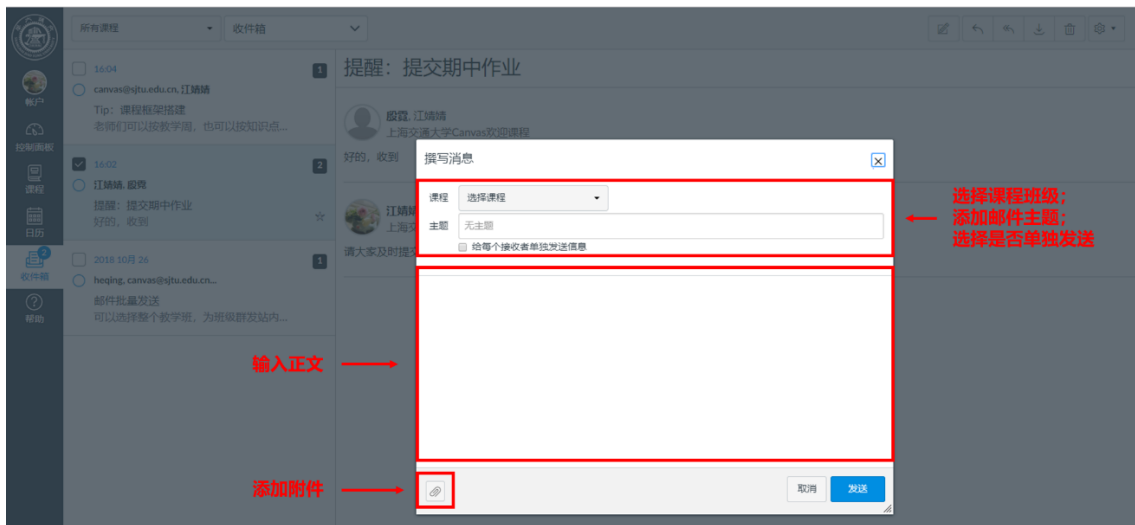 所有课程
收件箱
16:04
1
canvas@sjtu.edu.cn, 江婧婧
Tip：课程框架搭建
老师们可以按教学周，也可以按知识点...
16:02
2
江婧婧, 殷霓
提醒：提交期中作业
好的，收到
2018 10月 26
1
heqing, canvas@sjtu.edu.cn...
邮件批量发送
可以选择整个教学班，为班级群发站内...
帐户
控制面板
课程
日历
收件箱
帮助
提醒：提交期中作业
江婧婧
上海交通大学Canvas欢迎课程
好的，收到
江婧婧
上海交
请大家及时提交
撰写消息
课程
选择课程
主题
无主题
给每个接收者单独发送信息
取消
发送
选择课程班级；
添加邮件主题；
选择是否单独发送
输入正文
添加附件